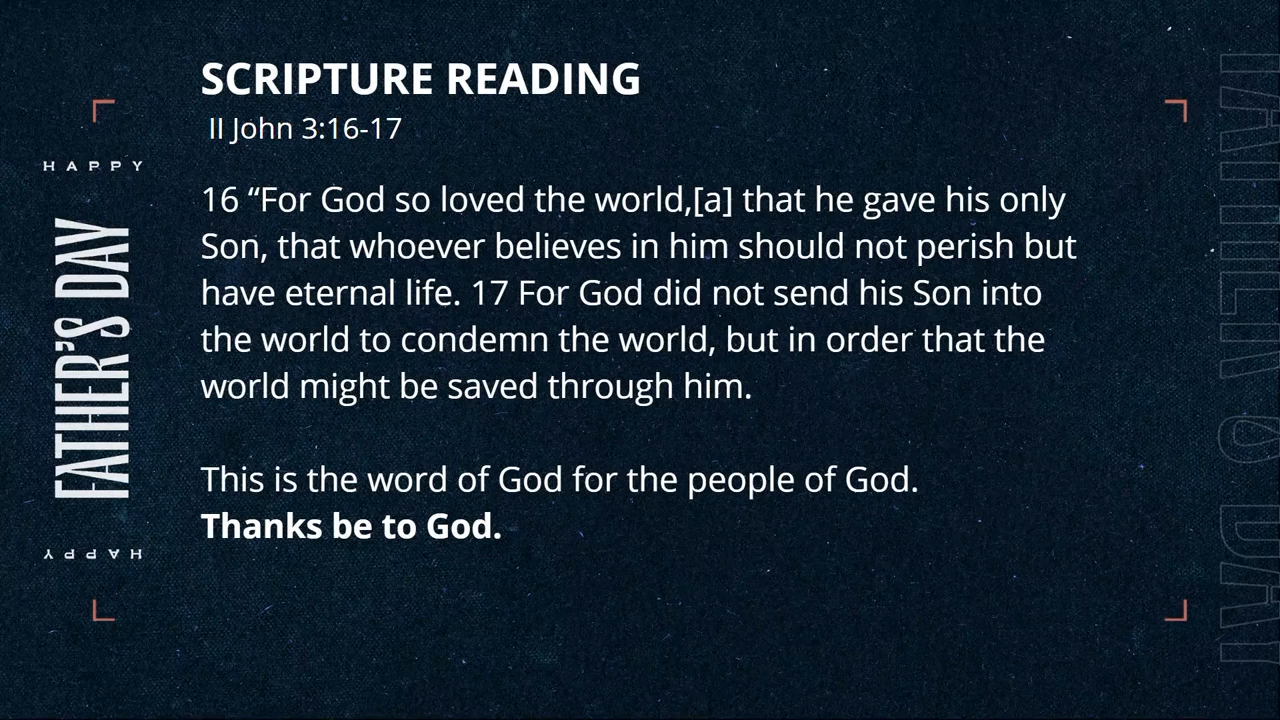 SCRIPTURE READING
II John 3:16-17
HAPPY
FATHER'S DAY
HAPPY
16 “For God so loved the world,[a] that he gave his only
Son, that whoever believes in him should not perish but
have eternal life. 17 For God did not send his Son into
the world to condemn the world, but in order that the
world might be saved through him.
This is the word of God for the people of God.
Thanks be to God.
FATHER'S DAY